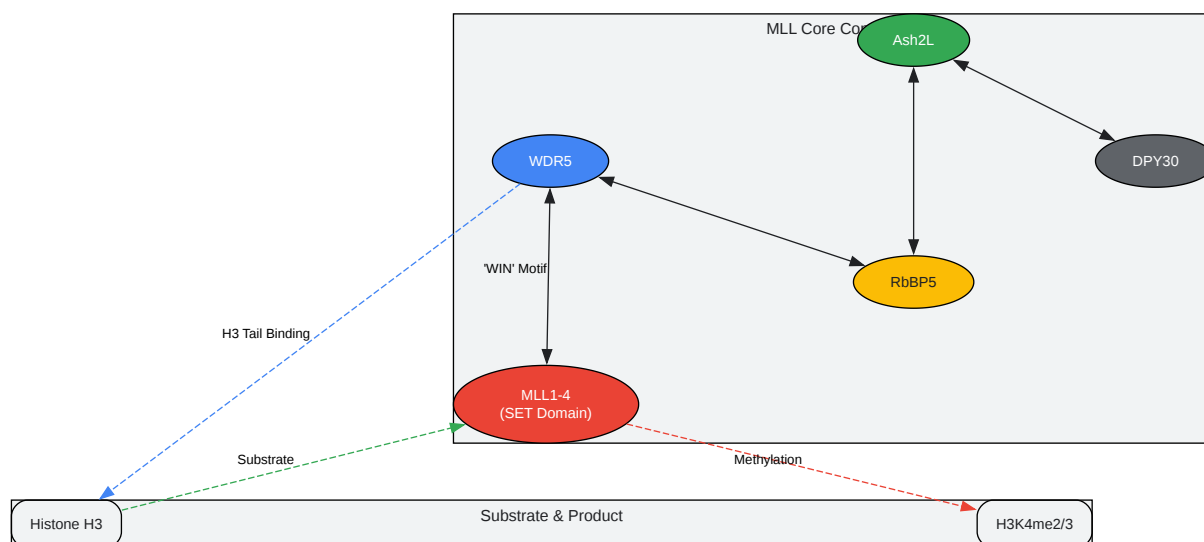 MLL Core
Ash2L
WDR5
DPY30
'WIN' Motif
RbBP5
H3 Tail Binding
MLL1-4
(SET Domain)
Substrate
Methylation
Histone H3
Substrate & Product
H3K4me2/3